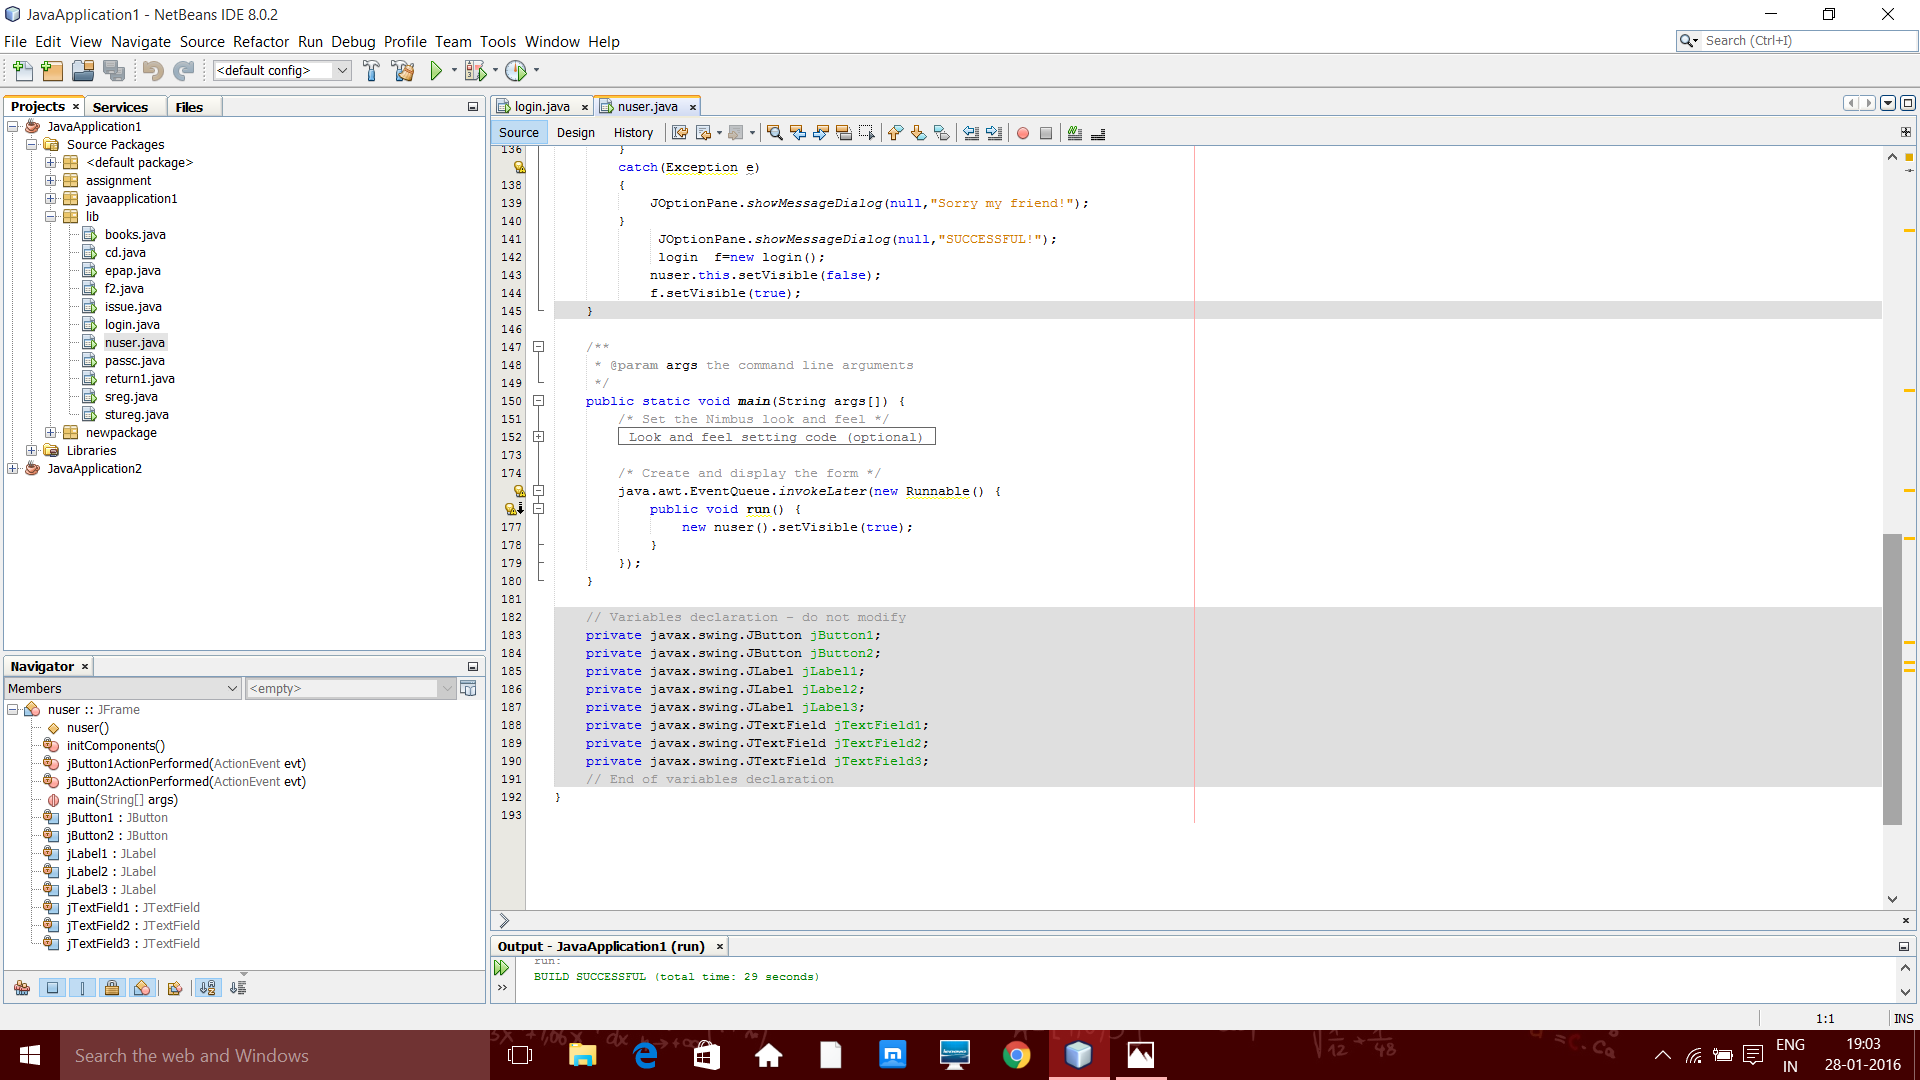 JavaApplication1 - NetBeans IDE 8.0.2
File Edit View Navigate Source Refactor Run Debug Profile Team Tools Window Help
Search (Ctrl+I)
<default config>
Projects × Services Files
JavaApplication1
Source Packages
<default package>
assignment
javaapplication1
lib
books.java
cd.java
epap.java
f2.java
issue.java
login.java
nuser.java
passc.java
return1.java
sreg.java
stureg.java
newpackage
Libraries
JavaApplication2
Navigator ×
Members <empty>
nuser :: JFrame
nuser()
initComponents()
jButton1ActionPerformed(ActionEvent evt)
jButton2ActionPerformed(ActionEvent evt)
main(String[] args)
jButton1 : JButton
jButton2 : JButton
jLabel1 : JLabel
jLabel2 : JLabel
jLabel3 : JLabel
jTextField1 : JTextField
jTextField2 : JTextField
jTextField3 : JTextField
login.java × nuser.java ×
Source Design History
136 }
catch(Exception e)
138 {
139 JOptionPane.showMessageDialog(null,"Sorry my friend!");
140 }
141 JOptionPane.showMessageDialog(null,"SUCCESSFUL!");
142 login  f=new login();
143 nuser.this.setVisible(false);
144 f.setVisible(true);
145 }
146
147 /**
148 * @param args the command line arguments
149 */
150 public static void main(String args[]) {
151 /* Set the Nimbus look and feel */
152 Look and feel setting code (optional)
173
174 /* Create and display the form */
java.awt.EventQueue.invokeLater(new Runnable() {
public void run() {
177 new nuser().setVisible(true);
178 }
179 });
180 }
181
182 // Variables declaration - do not modify
183 private javax.swing.JButton jButton1;
184 private javax.swing.JButton jButton2;
185 private javax.swing.JLabel jLabel1;
186 private javax.swing.JLabel jLabel2;
187 private javax.swing.JLabel jLabel3;
188 private javax.swing.JTextField jTextField1;
189 private javax.swing.JTextField jTextField2;
190 private javax.swing.JTextField jTextField3;
191 // End of variables declaration
192 }
193
Output - JavaApplication1 (run) ×
run:
BUILD SUCCESSFUL (total time: 29 seconds)
1:1 INS
Search the web and Windows
ENG
IN
19:03
28-01-2016